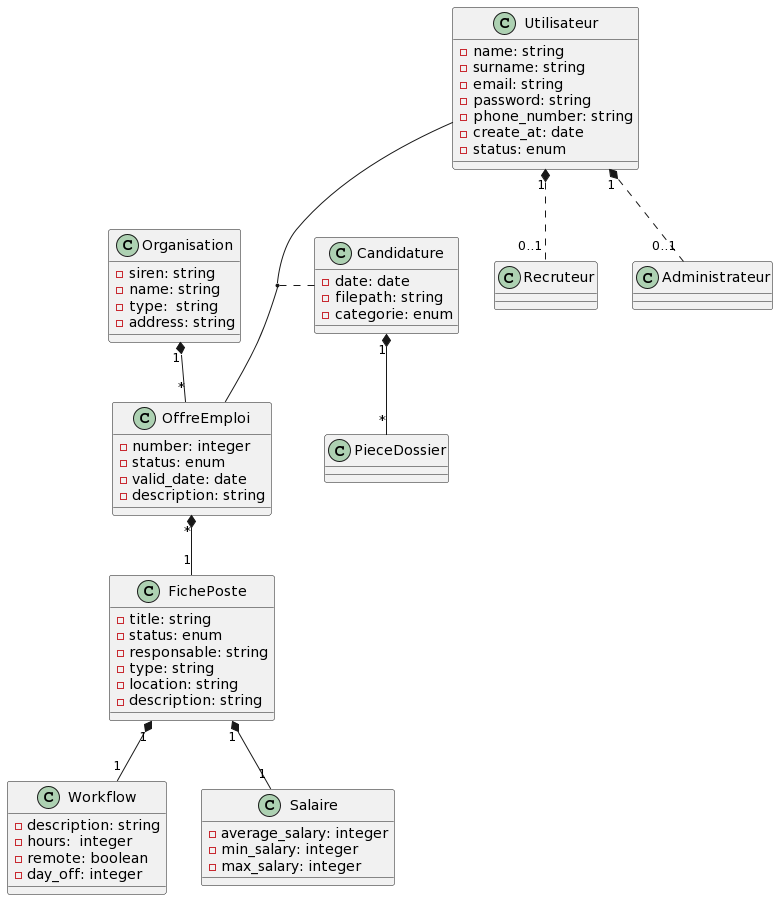 C Utilisateur
name: string
surname: string
email: string
password: string
phone_number: string
create_at: date
status: enum
1
1
0..1
0..1
C Organisation
siren: string
name: string
type:  string
address: string
1
*
C Candidature
date: date
filepath: string
categorie: enum
1
*
C Recruteur
C Administrateur
C OffreEmploi
number: integer
status: enum
valid_date: date
description: string
*
1
C PieceDossier
C FichePoste
title: string
status: enum
responsable: string
type: string
location: string
description: string
1
1
1
1
C Workflow
description: string
hours:  integer
remote: boolean
day_off: integer
C Salaire
average_salary: integer
min_salary: integer
max_salary: integer